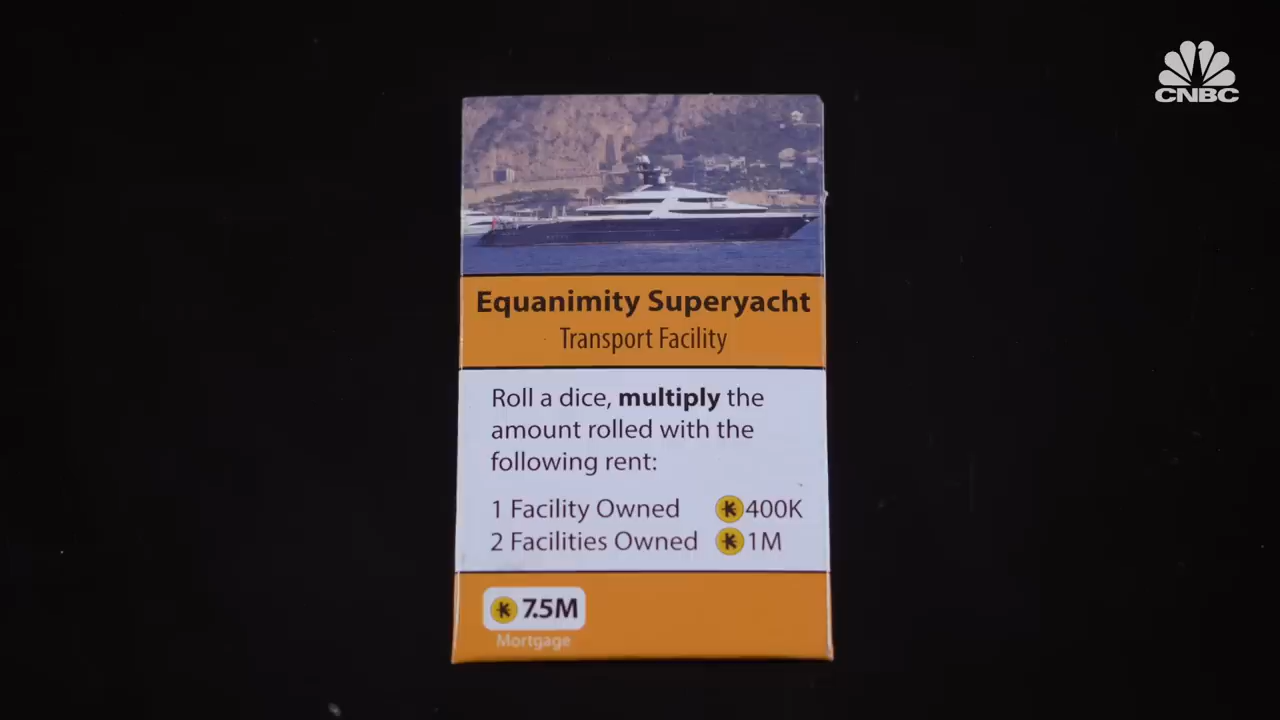 CNBC
Equanimity Superyacht
Transport Facility
Roll a dice, multiply the
amount rolled with the
following rent:
1 Facility Owned K 400K
2 Facilities Owned K 1M
K 7.5M
Mortgage